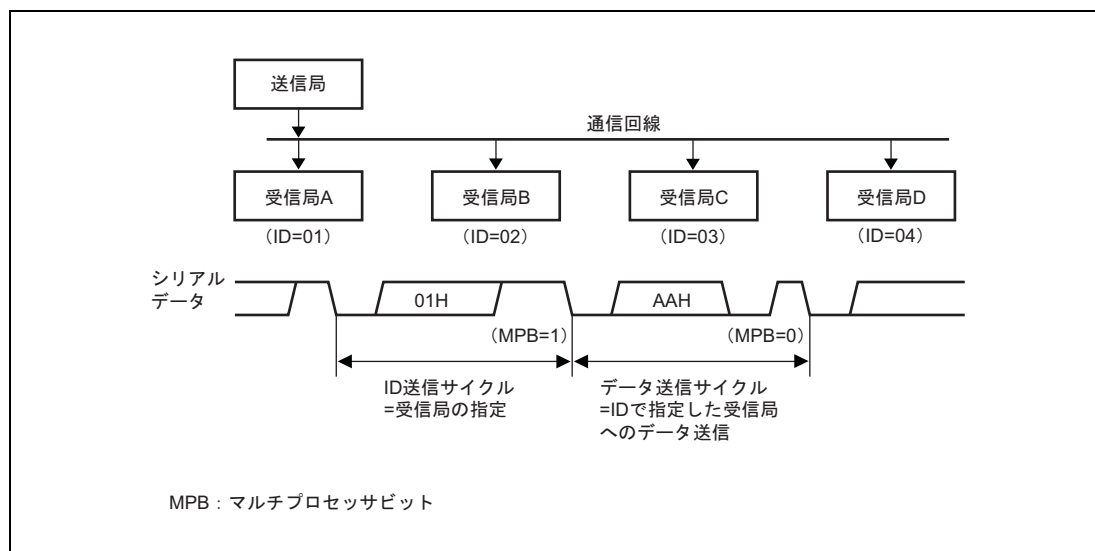 送信局
通信回線
受信局A
受信局B
受信局C
受信局D
（ID=01）
（ID=02）
（ID=03）
（ID=04）
シリアル
データ
01H
AAH
（MPB=1）
（MPB=0）
ID送信サイクル
=受信局の指定
データ送信サイクル
=IDで指定した受信局
へのデータ送信
MPB：マルチプロセッサビット